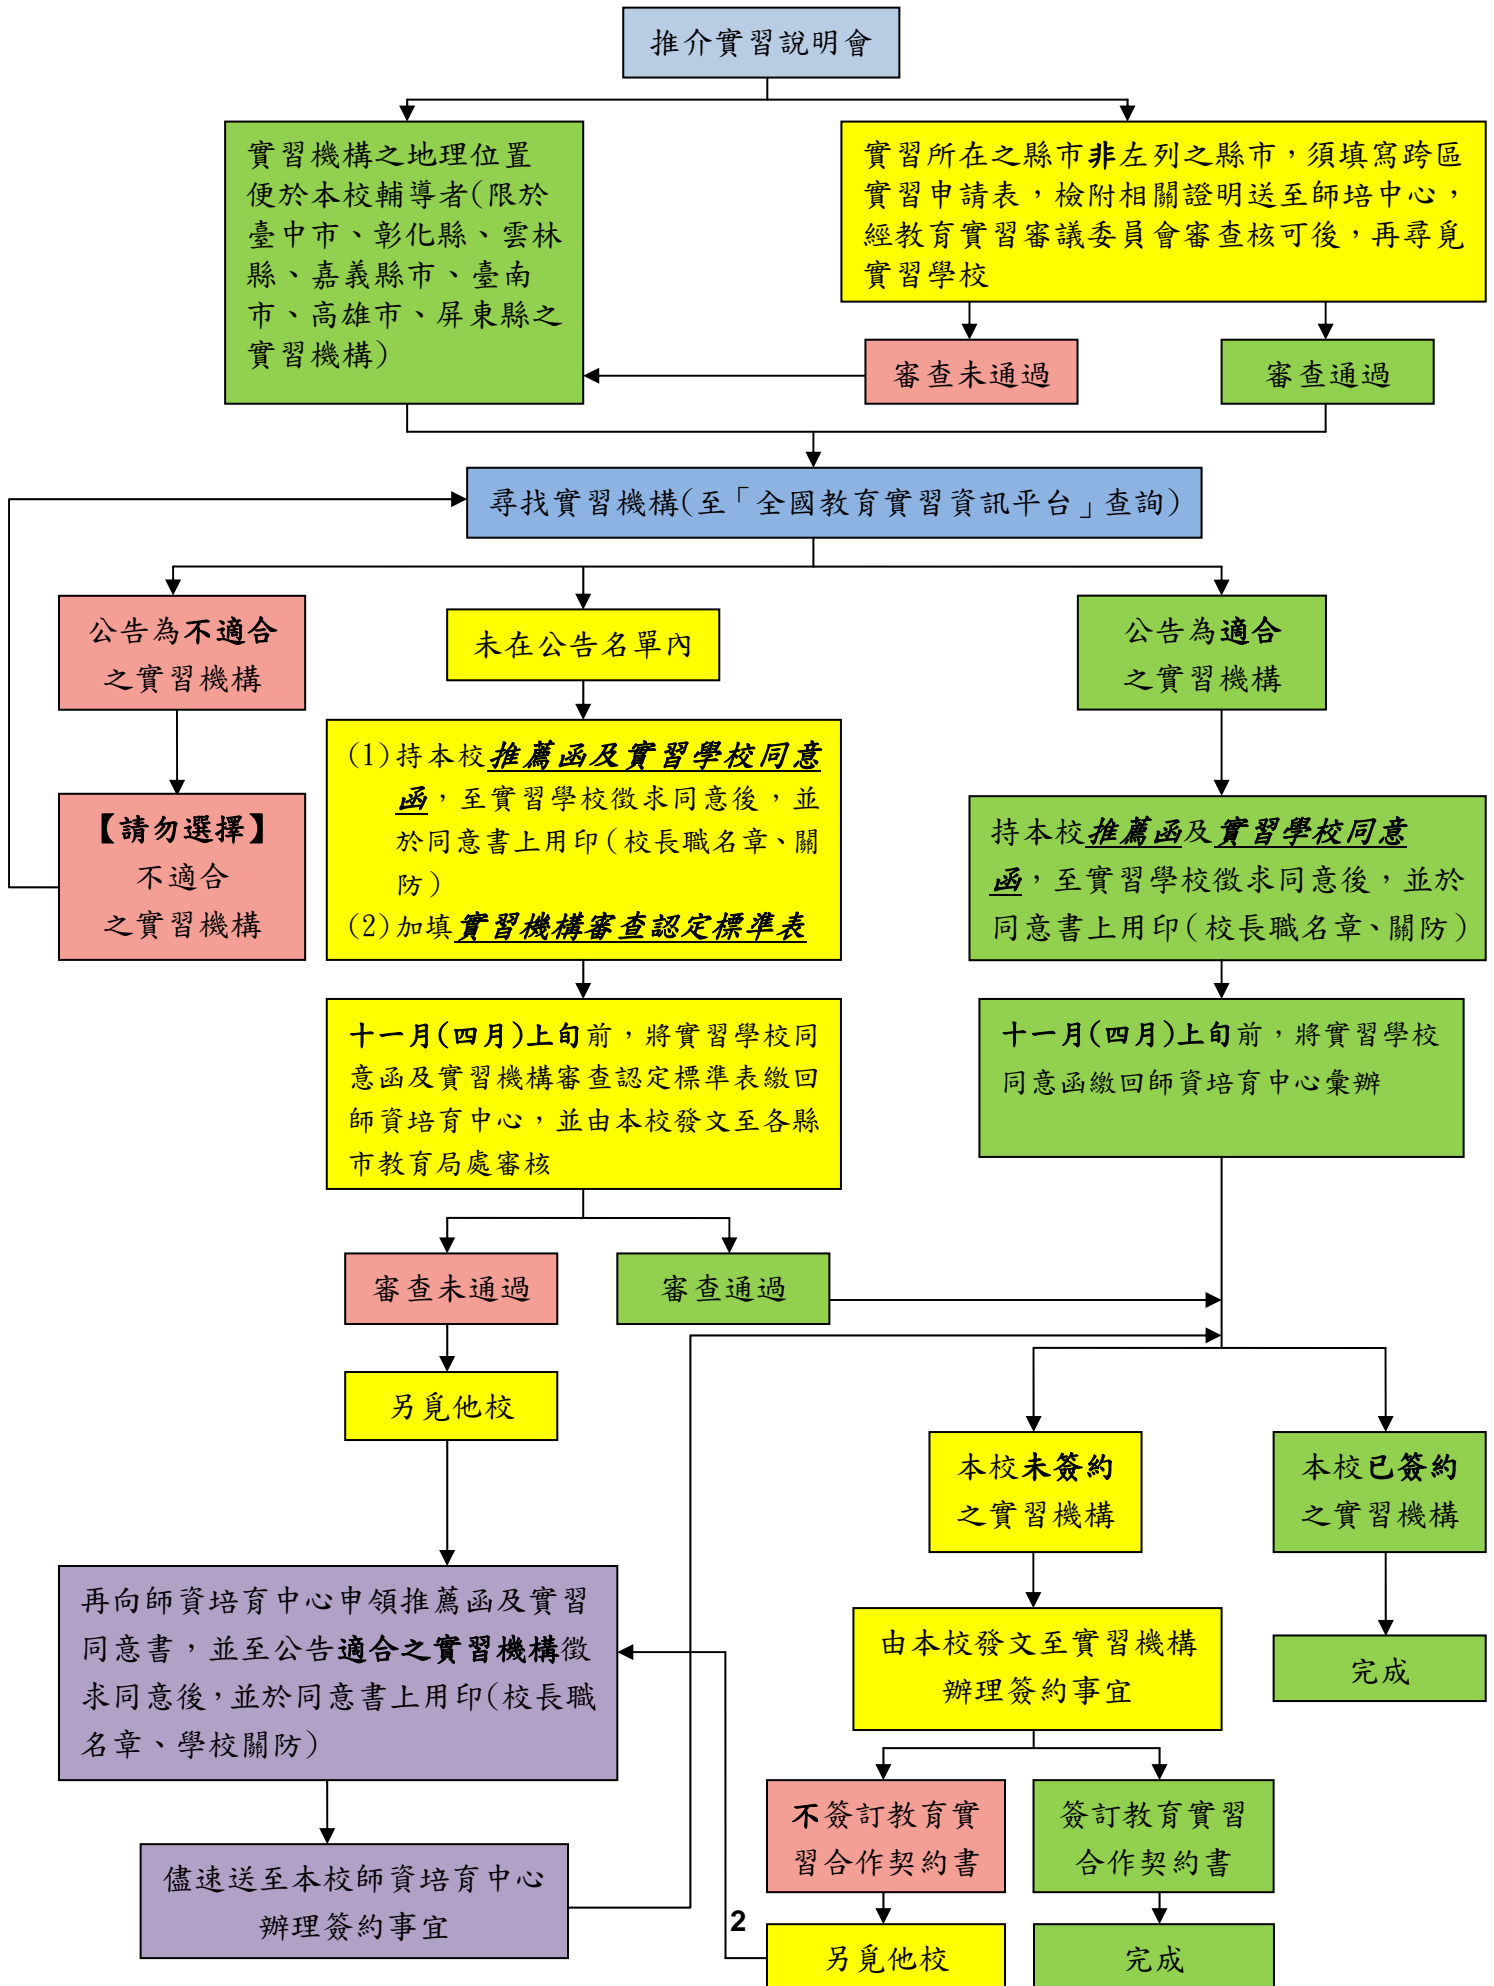 推介實習說明會
實習機構之地理位置
便於本校輔導者(限於
臺中市、彰化縣、雲林
縣、嘉義縣市、臺南
市、高雄市、屏東縣之
實習機構)
實習所在之縣市非左列之縣市，須填寫跨區
實習申請表，檢附相關證明送至師培中心，
經教育實習審議委員會審查核可後，再尋覓
實習學校
審查未通過
審查通過
尋找實習機構(至「全國教育實習資訊平台」查詢)
公告為不適合
之實習機構
未在公告名單內
公告為適合
之實習機構
【請勿選擇】
不適合
之實習機構
(1)持本校推薦函及實習學校同意
函，至實習學校徵求同意後，並
於同意書上用印(校長職名章、關
防)
(2)加填實習機構審查認定標準表
持本校推薦函及實習學校同意
函，至實習學校徵求同意後，並於
同意書上用印(校長職名章、關防)
十一月(四月)上旬前，將實習學校同
意函及實習機構審查認定標準表繳回
師資培育中心，並由本校發文至各縣
市教育局處審核
十一月(四月)上旬前，將實習學校
同意函繳回師資培育中心彙辦
審查未通過
審查通過
另覓他校
本校未簽約
之實習機構
本校已簽約
之實習機構
再向師資培育中心申領推薦函及實習
同意書，並至公告適合之實習機構徵
求同意後，並於同意書上用印(校長職
名章、學校關防)
由本校發文至實習機構
辦理簽約事宜
完成
不簽訂教育實
習合作契約書
簽訂教育實習
合作契約書
儘速送至本校師資培育中心
辦理簽約事宜
2
另覓他校
完成